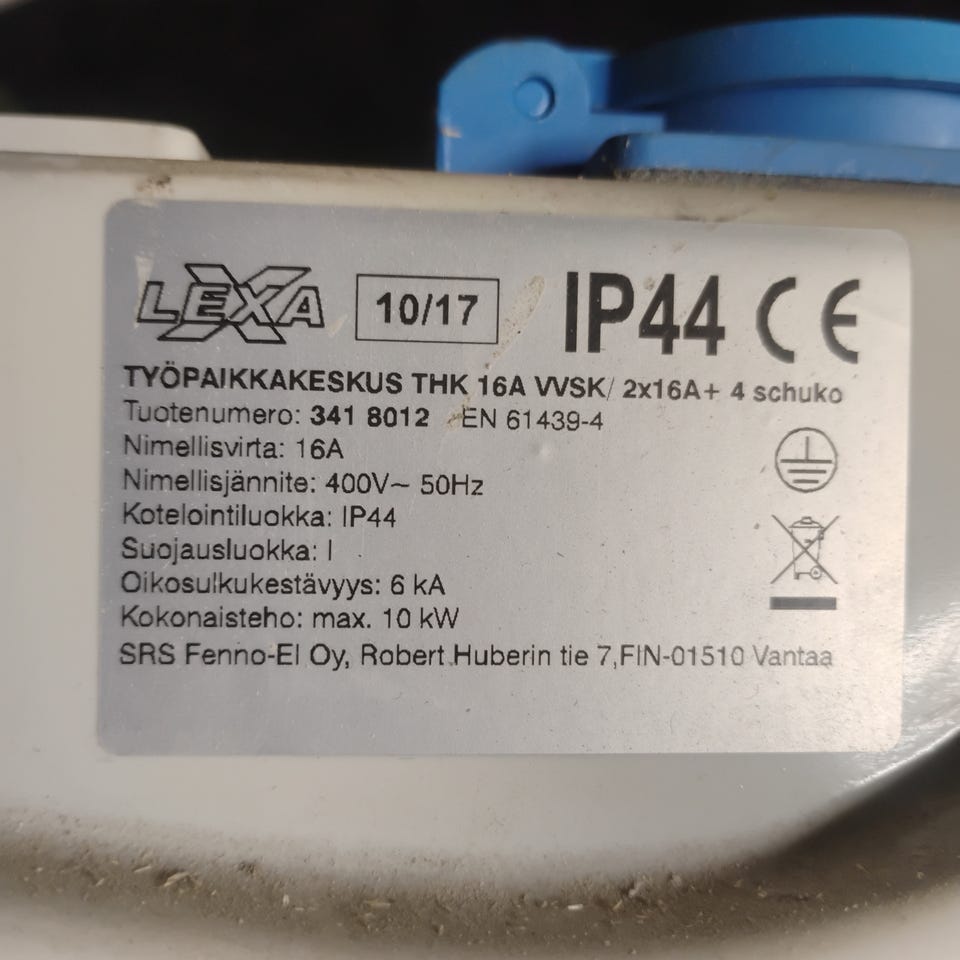 LEXA 10/17 IP44 CE
TYÖPAIKKAKESKUS THK 16A VVSK/ 2x16A+ 4 schuko
Tuotenumero: 341 8012 EN 61439-4
Nimellisvirta: 16A
Nimellisjännite: 400V~ 50Hz
Kotelointiluokka: IP44
Suojausluokka: I
Oikosulkukestävyys: 6 kA
Kokonaisteho: max. 10 kW
SRS Fenno-El Oy, Robert Huberin tie 7,FIN-01510 Vantaa